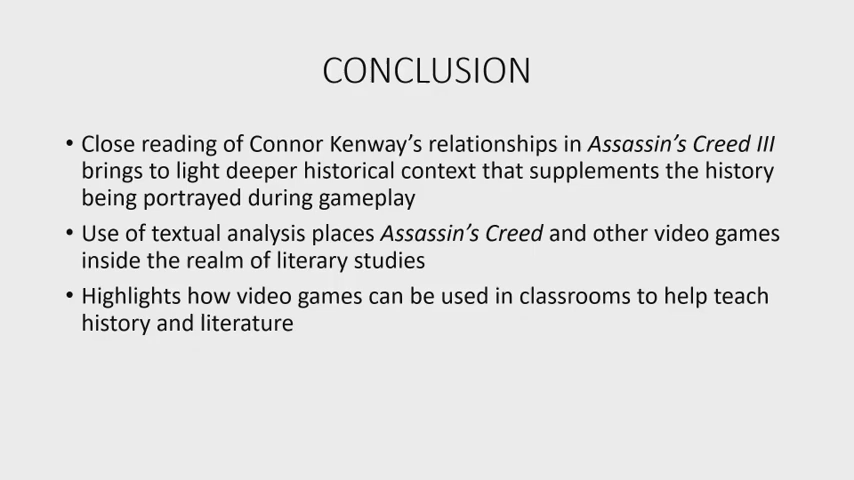 CONCLUSION
• Close reading of Connor Kenway's relationships in Assassin's Creed III
brings to light deeper historical context that supplements the history
being portrayed during gameplay
• Use of textual analysis places Assassin's Creed and other video games
inside the realm of literary studies
• Highlights how video games can be used in classrooms to help teach
history and literature